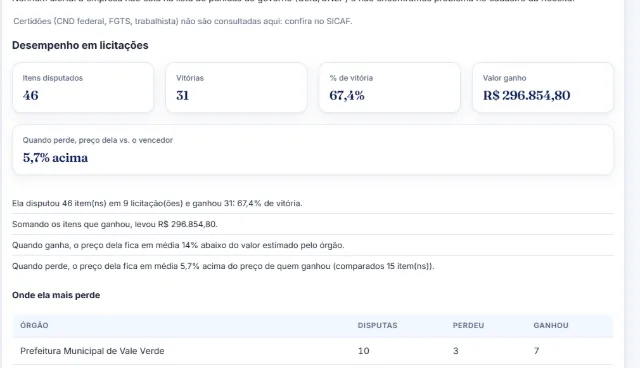 Certidões (CND federal, FGTS, trabalhista) não são consultadas aqui: confira no SICAF.
Desempenho em licitações
Itens disputados
46
Vitórias
31
% de vitória
67,4%
Valor ganho
R$ 296.854,80
Quando perde, preço dela vs. o vencedor
5,7% acima
Ela disputou 46 item(ns) em 9 licitação(ões) e ganhou 31: 67,4% de vitória.
Somando os itens que ganhou, levou R$ 296.854,80.
Quando ganha, o preço dela fica em média 14% abaixo do valor estimado pelo órgão.
Quando perde, o preço dela fica em média 5,7% acima do preço de quem ganhou (comparados 15 item(ns)).
Onde ela mais perde
ÓRGÃO DISPUTAS PERDEU GANHOU
Prefeitura Municipal de Vale Verde 10 3 7